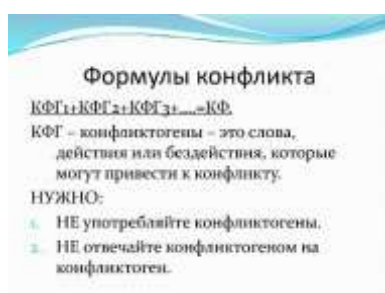 Формулы конфликта
КФГ1+КФГ2+КФГ3+....=КФ.
КФГ – конфликтогены – это слова,
действия или бездействия, которые
могут привести к конфликту.
НУЖНО:
1. НЕ употребляйте конфликтогены.
2. НЕ отвечайте конфликтогеном на
конфликтоген.